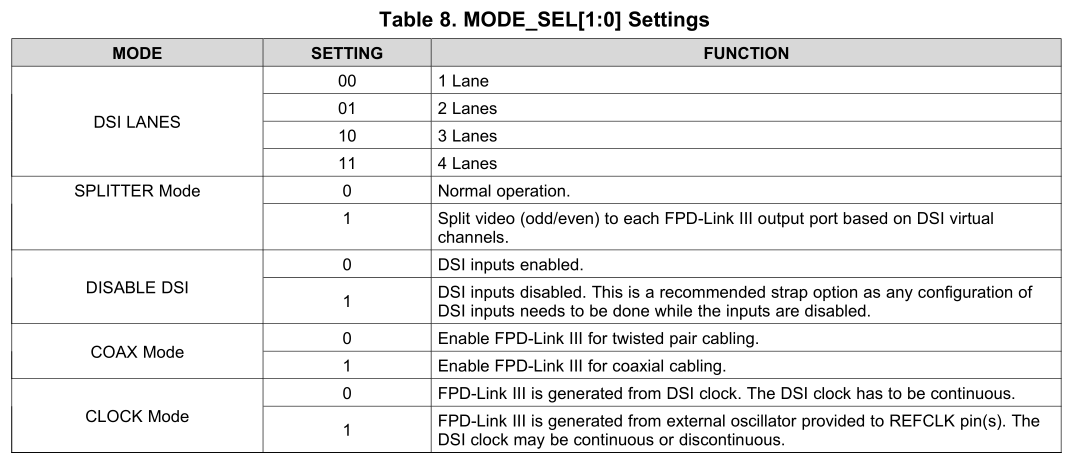 Table 8. MODE_SEL[1:0] Settings
MODE SETTING FUNCTION
DSI LANES
00 1 Lane
01 2 Lanes
10 3 Lanes
11 4 Lanes
SPLITTER Mode 0 Normal operation.
1 Split video (odd/even) to each FPD-Link III output port based on DSI virtual
channels.
DISABLE DSI
0 DSI inputs enabled.
1 DSI inputs disabled. This is a recommended strap option as any configuration of
DSI inputs needs to be done while the inputs are disabled.
COAX Mode
0 Enable FPD-Link III for twisted pair cabling.
1 Enable FPD-Link III for coaxial cabling.
CLOCK Mode
0 FPD-Link III is generated from DSI clock. The DSI clock has to be continuous.
1 FPD-Link III is generated from external oscillator provided to REFCLK pin(s). The
DSI clock may be continuous or discontinuous.